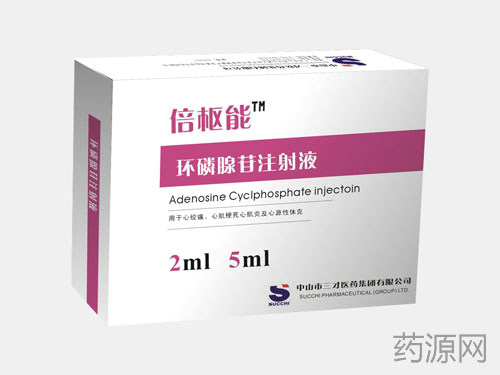 倍枢能™
环磷腺苷注射液
Adenosine Cyclphosphate injectoin
用于心绞痛、心肌梗死心肌炎及心源性休克
2ml 5ml
SUCCHI
中山市三才医药集团有限公司
SUCCHI PHARMACEUTICAL(GROUP) LTD.
环磷腺苷注射液
药源网